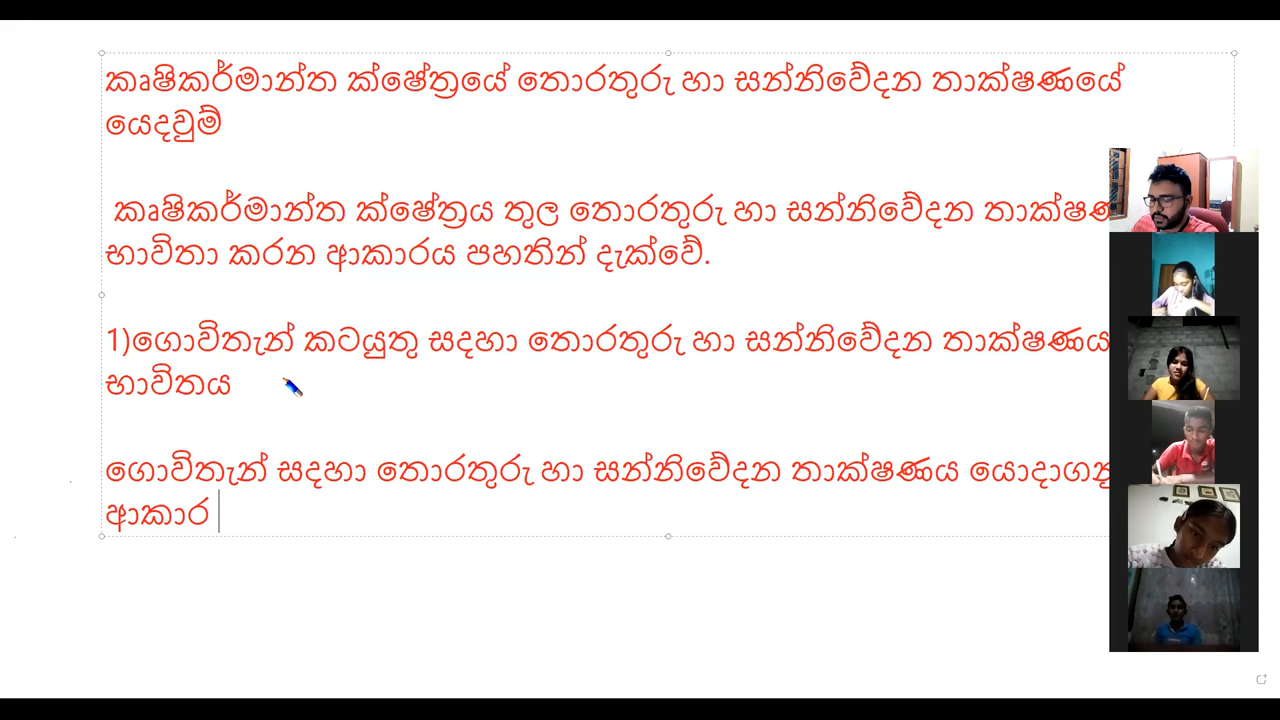 කෘෂිකර්මාන්ත ක්ෂේත්‍රයේ තොරතුරු හා සන්නිවේදන තාක්ෂණයේ
යෙදවුම්
කෘෂිකර්මාන්ත ක්ෂේත්‍රය තුල තොරතුරු හා සන්නිවේදන
භාවිතා කරන ආකාරය පහතින් දැක්වේ.
1)ගොවිතැන් කටයුතු සදහා තොරතුරු හා සන්නිවේදන තාක්ෂණය
භාවිතය
ගොවිතැන් සදහා තොරතුරු හා සන්නිවේදන තාක්ෂණය
ආකාර